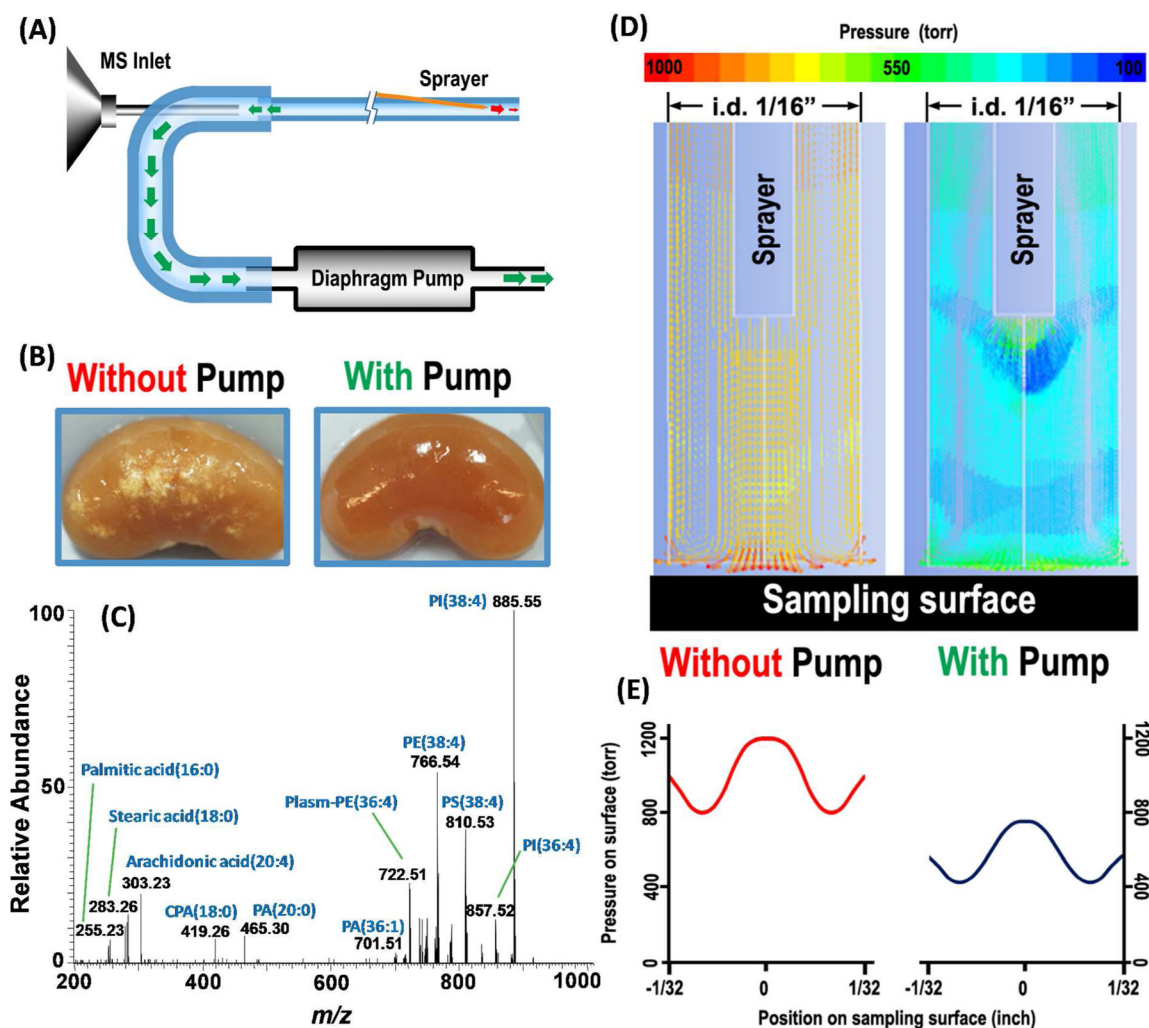 (A)
MS Inlet
Sprayer
Diaphragm Pump
(B)
Without Pump
With Pump
(C)
100
50
0
Relative Abundance
Palmitic acid(16:0)
Stearic acid(18:0)
Arachidonic acid(20:4)
303.23
283.26
255.23
CPA(18:0)
419.26
PA(20:0)
465.30
PA(36:1)
701.51
Plasm-PE(36:4)
722.51
PE(38:4)
766.54
PS(38:4)
810.53
PI(36:4)
857.52
PI(38:4) 885.55
200
400
600
800
1000
m/z
(D)
Pressure (torr)
1000
550
100
i.d. 1/16”
i.d. 1/16”
Sprayer
Sprayer
Sampling surface
Without Pump
With Pump
(E)
Pressure on surface (torr)
1200
800
400
0
-1/32
0
1/32
-1/32
0
1/32
1200
800
400
0
Pressure on surface (torr)
Position on sampling surface (inch)